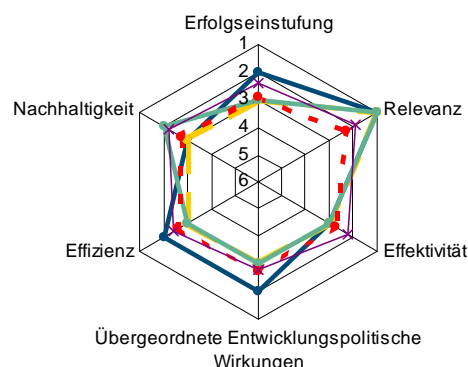 Erfolgseinstufung
1
2
3
4
5
6
Nachhaltigkeit
Relevanz
Effizienz
Effektivität
Übergeordnete Entwicklungspolitische
Wirkungen